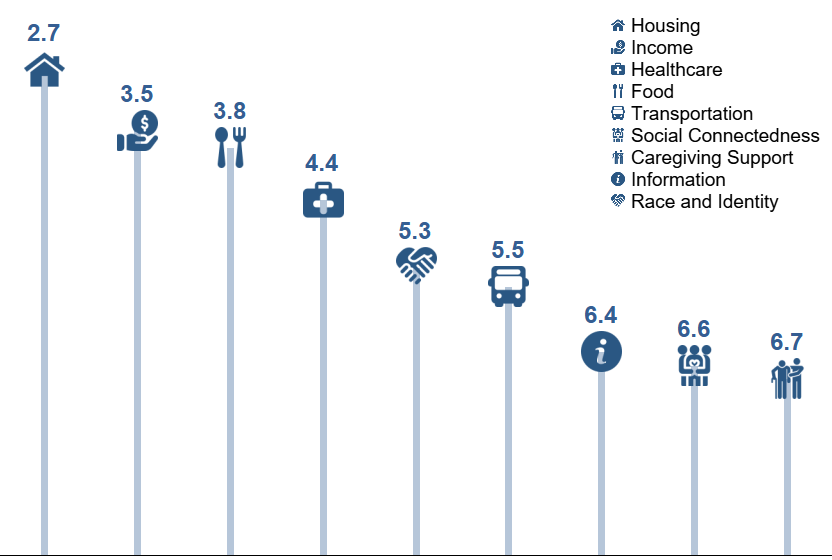 2.7
3.5
3.8
4.4
5.3
5.5
6.4
6.6
6.7
Housing
Income
Healthcare
Food
Transportation
Social Connectedness
Caregiving Support
Information
Race and Identity